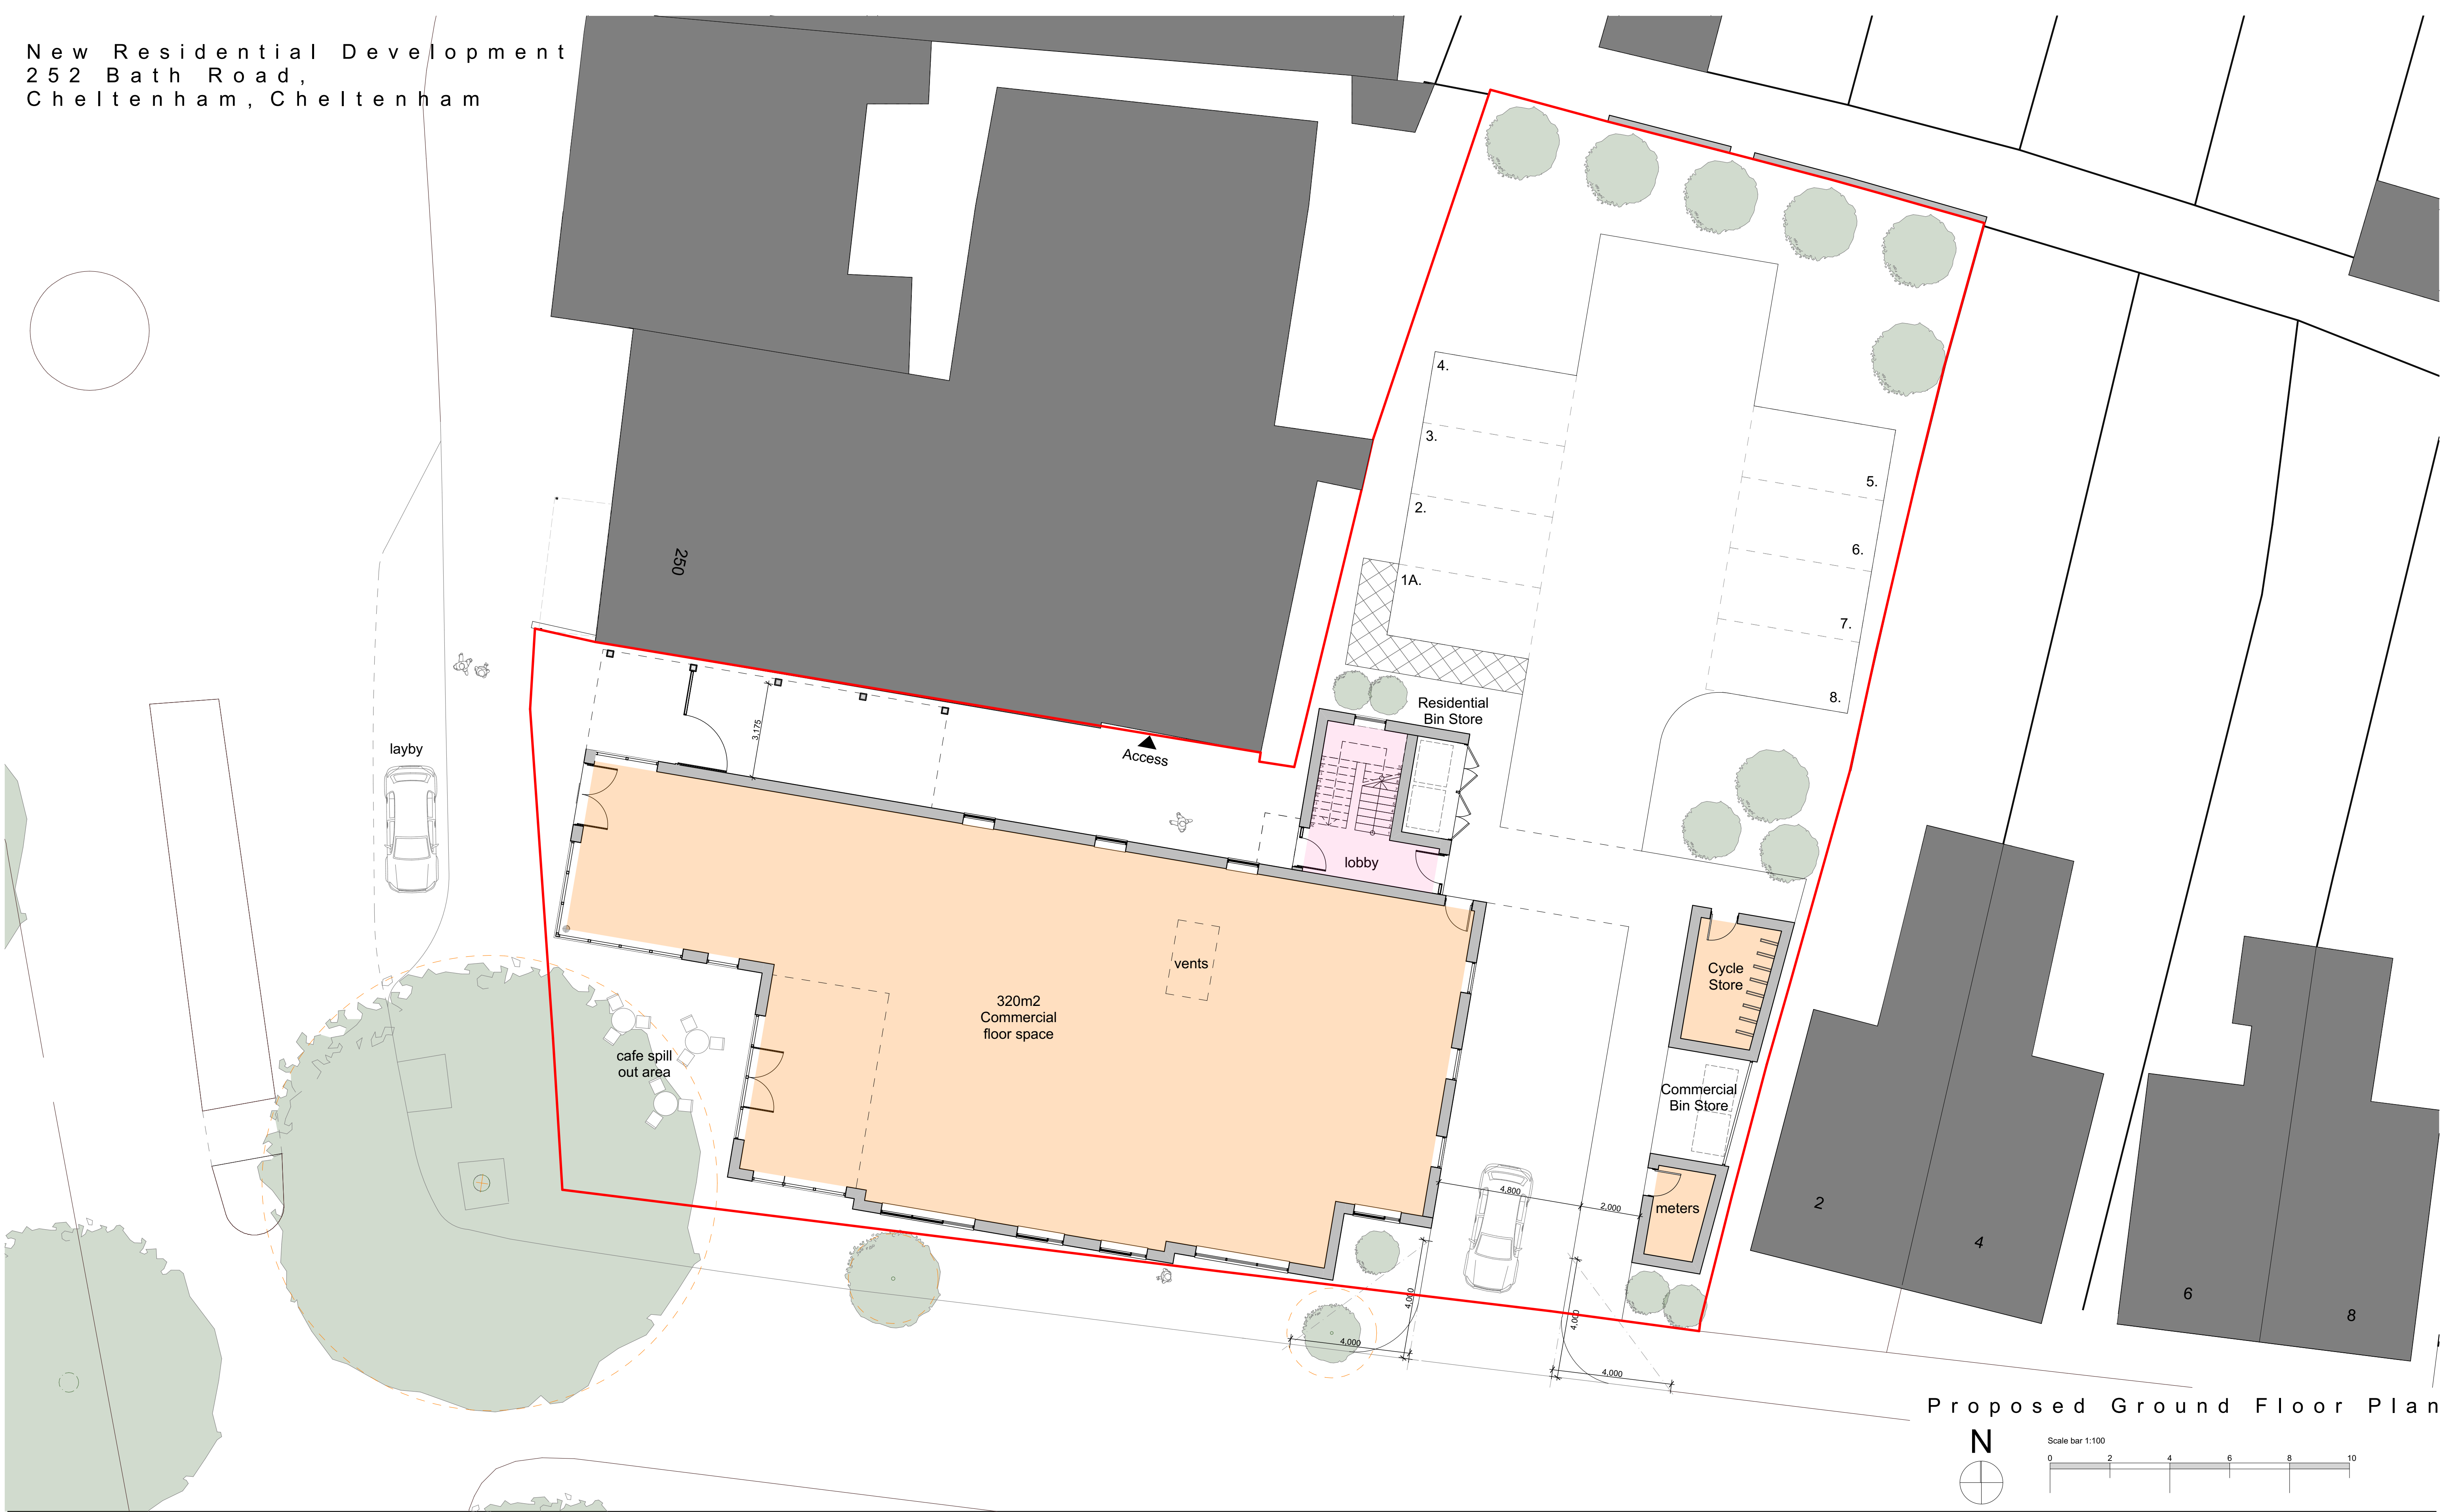 New Residential Development
252 Bath Road,
Cheltenham, Cheltenham
4.
3.
2.
1A.
5.
6.
7.
8.
250
3,175
Access
layby
Residential
Bin Store
lobby
vents
320m2
Commercial
floor space
cafe spill
out area
Cycle
Store
Commercial
Bin Store
meters
4,800
2,000
4,000
4,000
4,000
4,000
2
4
6
8
Proposed Ground Floor Plan
N
Scale bar 1:100
0 2 4 6 8 10